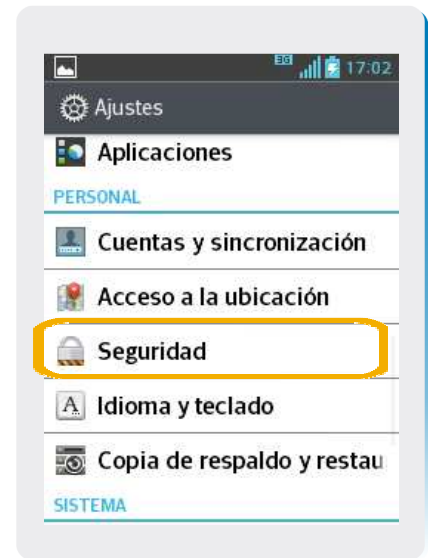 3G 17:02
Ajustes
Aplicaciones
PERSONAL
Cuentas y sincronización
Acceso a la ubicación
Seguridad
A Idioma y teclado
Copia de respaldo y restau
SISTEMA